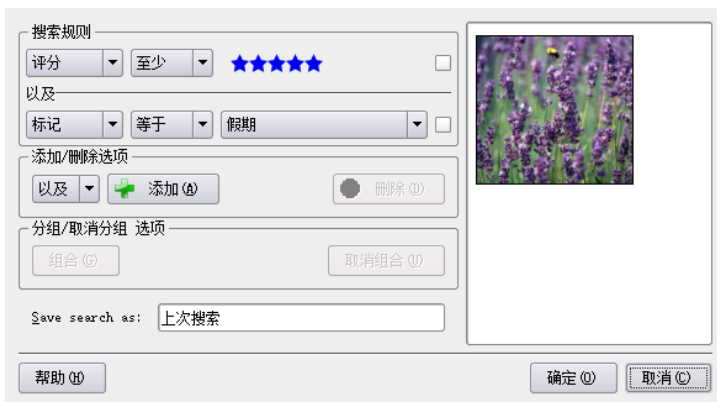 搜索规则
评分 至少
以及
标记 等于 假期
添加/删除选项
以及 添加(A) 删除(D)
分组/取消分组 选项
组合(G) 取消组合(U)
Save search as: 上次搜索
帮助(H) 确定(O) 取消(C)